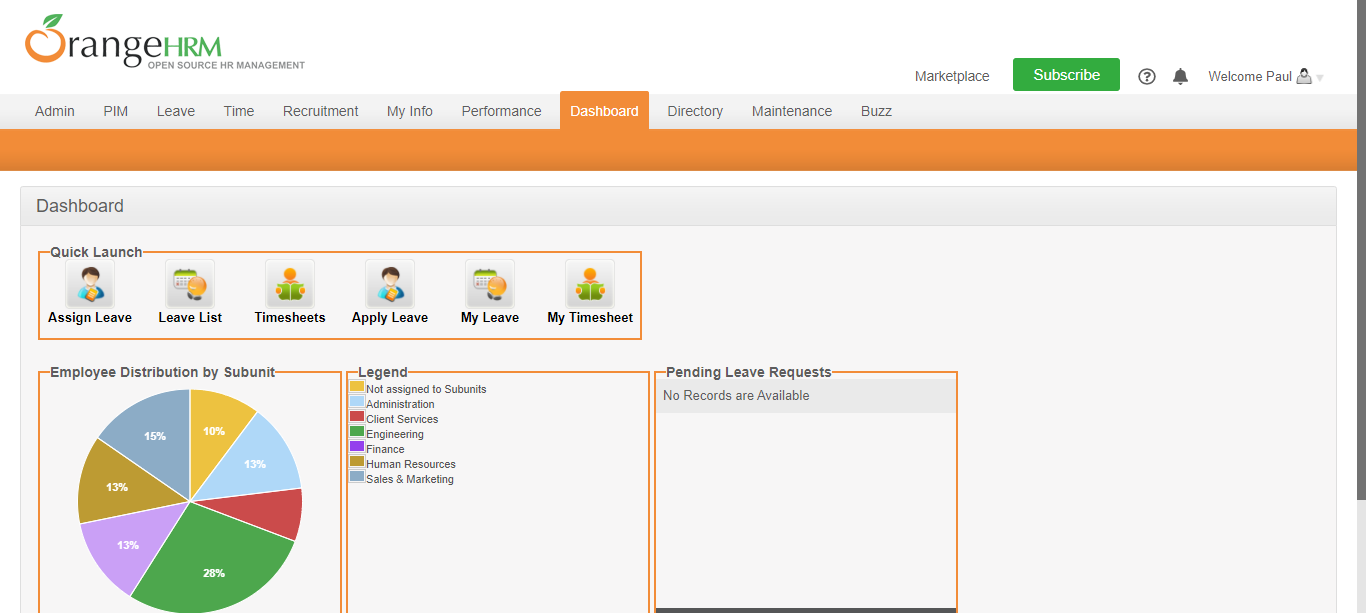 OrangeHRM
OPEN SOURCE HR MANAGEMENT
Marketplace
Subscribe
Welcome Paul
Admin
PIM
Leave
Time
Recruitment
My Info
Performance
Dashboard
Directory
Maintenance
Buzz
Dashboard
Quick Launch
Assign Leave
Leave List
Timesheets
Apply Leave
My Leave
My Timesheet
Employee Distribution by Subunit
10%
13%
28%
13%
13%
15%
Legend
Not assigned to Subunits
Administration
Client Services
Engineering
Finance
Human Resources
Sales & Marketing
Pending Leave Requests
No Records are Available